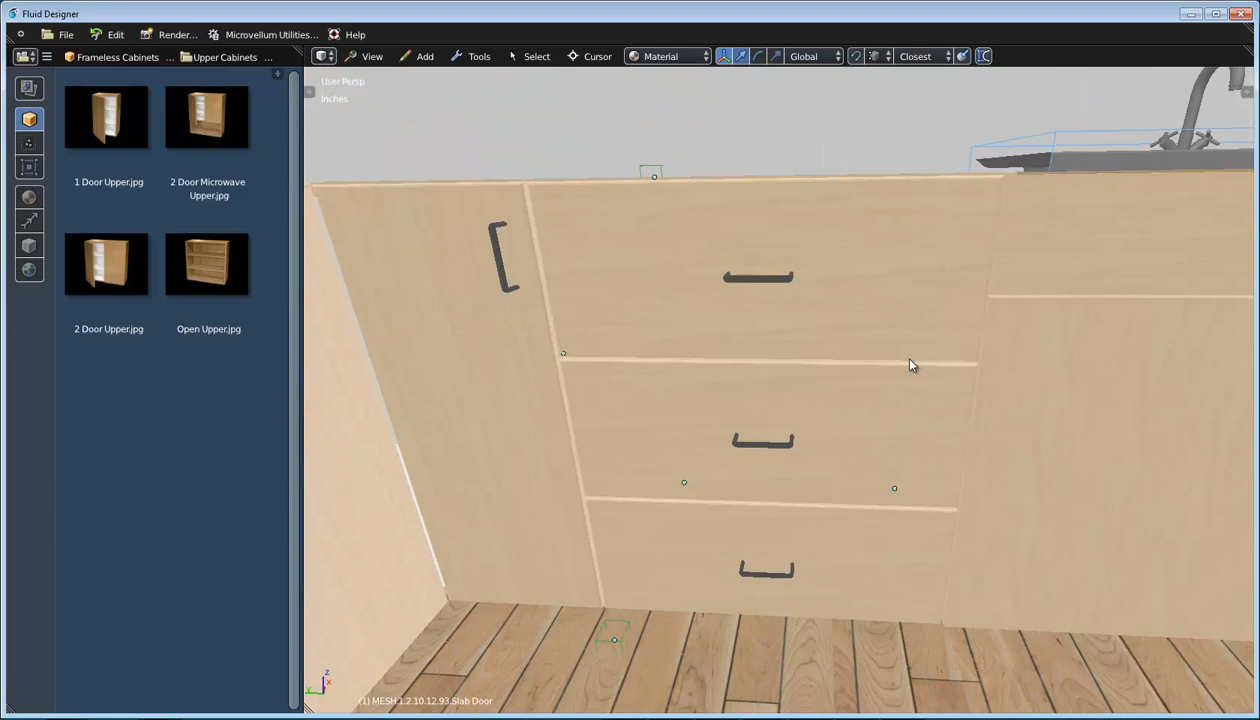 Fluid Designer
File Edit Render... Microvellum Utilities... Help
Frameless Cabinets ... Upper Cabinets ... View Add Tools Select Cursor Material Global Closest
User Persp
Inches
1 Door Upper.jpg
2 Door Microwave
Upper.jpg
2 Door Upper.jpg
Open Upper.jpg
z
x
y
(1) MESH.1.2.10.12.93.Slab Door